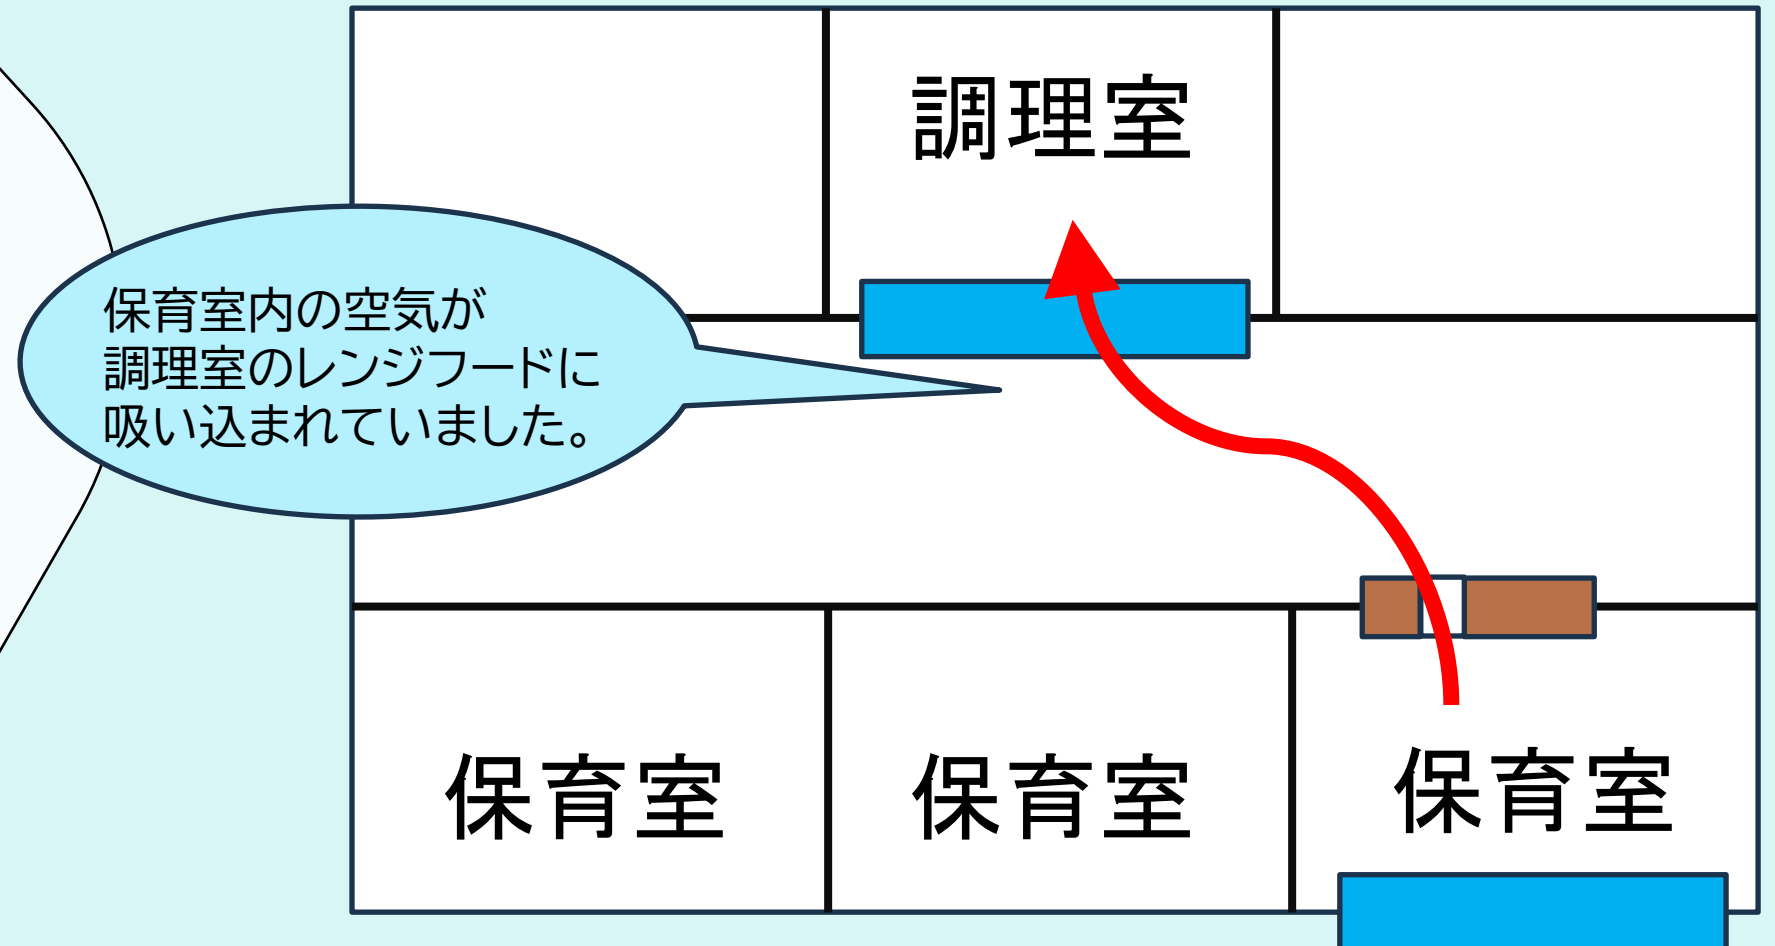 調理室
保育室内の空気が
調理室のレンジフードに
吸い込まれていました。
保育室
保育室
保育室